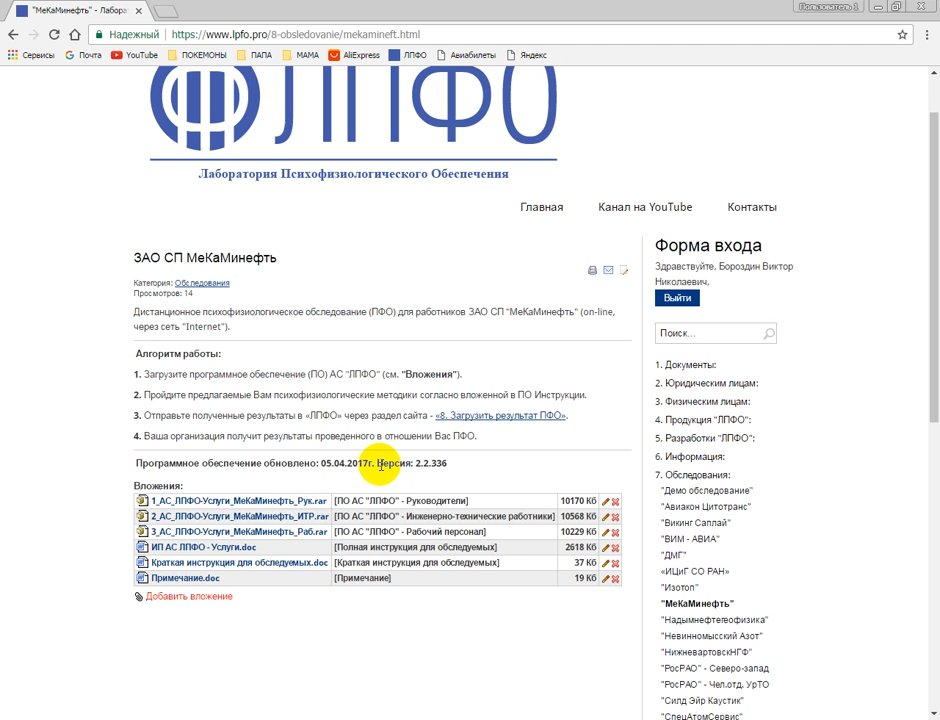 "МеКаМинефть" - Лабора
Пользователь 1
Надежный
https://www.lpfo.pro/8-obsledovanie/mekamineft.html
Сервисы Почта YouTube ПОКЕМОНЫ ПАПА МАМА AliExpress ЛПФО Авиабилеты Яндекс
ФЛПФО
Лаборатория Психофизиологического Обеспечения
Главная Канал на YouTube Контакты
ЗАО СП МеКаМинефть
Категория: Обследования
Просмотров: 14
Дистанционное психофизиологическое обследование (ПФО) для работников ЗАО СП "МеКаМинефть" (on-line,
через сеть "Internet").
Алгоритм работы:
1. Загрузите программное обеспечение (ПО) АС "ЛПФО" (см. "Вложения").
2. Пройдите предлагаемые Вам психофизиологические методики согласно вложенной в ПО Инструкции.
3. Отправьте полученные результаты в «ЛПФО» через раздел сайта - «8. Загрузить результат ПФО».
4. Ваша организация получит результаты проведенного в отношении Вас ПФО.
Программное обеспечение обновлено: 05.04.2017г. Версия: 2.2.336
Вложения:
1_АС_ЛПФО-Услуги_МеКаМинефть_Рук.rar [ПО АС "ЛПФО" - Руководители] 10170 Кб
2_АС_ЛПФО-Услуги_МеКаМинефть_ИТР.rar [ПО АС "ЛПФО" - Инженерно-технические работники] 10568 Кб
3_АС_ЛПФО-Услуги_МеКаМинефть_Раб.rar [ПО АС "ЛПФО" - Рабочий персонал] 10229 Кб
ИП АС ЛПФО - Услуги.doc [Полная инструкция для обследуемых] 2618 Кб
Краткая инструкция для обследуемых.doc [Краткая инструкция для обследуемых] 37 Кб
Примечание.doc [Примечание] 19 Кб
Добавить вложение
Форма входа
Здравствуйте, Бороздин Виктор
Николаевич,
Выйти
Поиск...
1. Документы:
2. Юридическим лицам:
3. Физическим лицам:
4. Продукция "ЛПФО":
5. Разработки "ЛПФО":
6. Информация:
7. Обследования:
"Демо обследование"
"Авиакон Цитотранс"
"Викинг Саплай"
"ВИМ - АВИА"
"ДМГ"
«ИЦиГ СО РАН»
"Изотоп"
"МеКаМинефть"
"Надымнефтегеофизика"
"Невинномысский Азот"
"НижневартовскНГФ"
"РосРАО" - Северо-запад
"РосРАО" - Чел.отд. УрТО
"Силд Эйр Каустик"
"СпецАтомСервис"